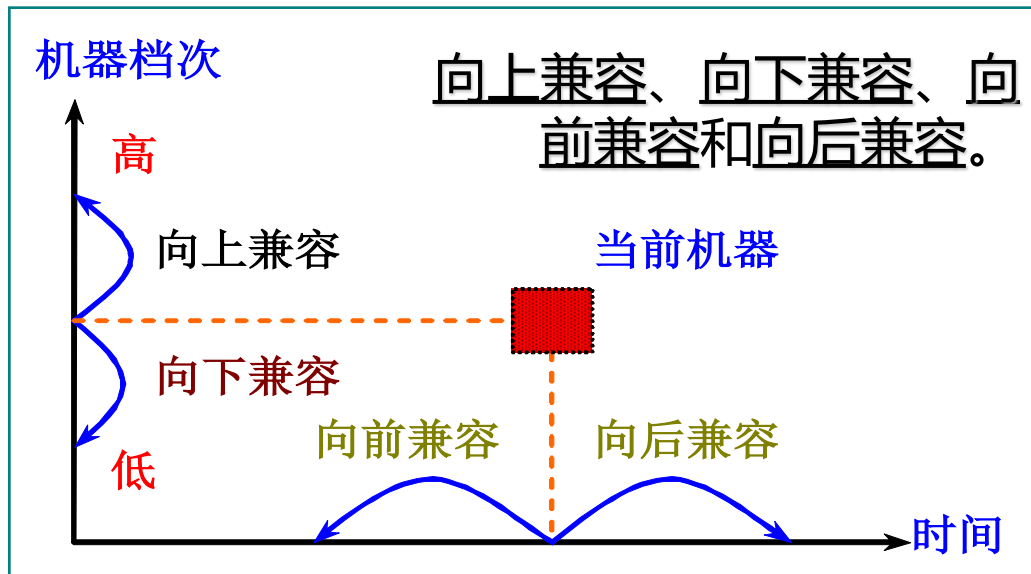 机器档次
向上兼容、向下兼容、向
前兼容和向后兼容。
高
向上兼容
当前机器
向下兼容
向前兼容
向后兼容
低
时间